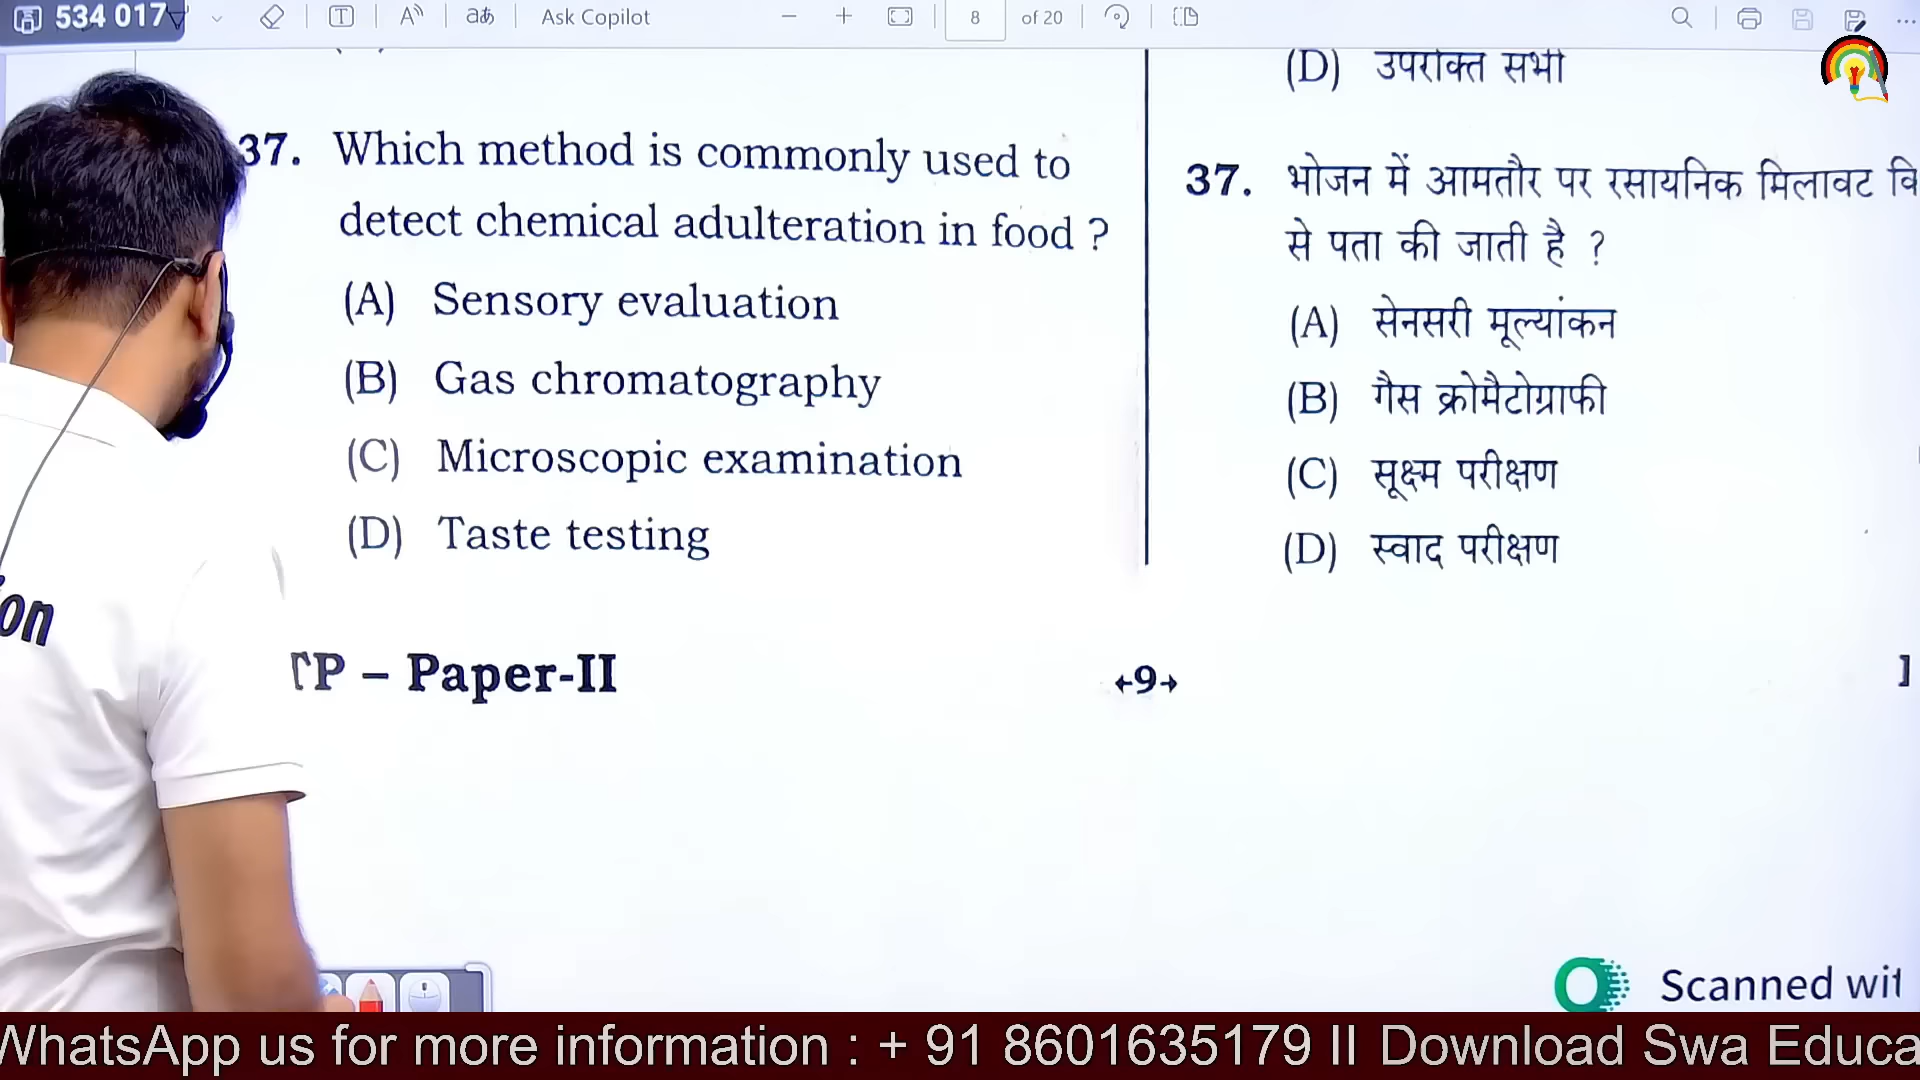 534 017
Ask Copilot
8 of 20
37. Which method is commonly used to
detect chemical adulteration in food ?
(A) Sensory evaluation
(B) Gas chromatography
(C) Microscopic examination
(D) Taste testing
(D) उपरोक्त सभी
37. भोजन में आमतौर पर रसायनिक मिलावट वि
से पता की जाती है ?
(A) सेनसरी मूल्यांकन
(B) गैस क्रोमैटोग्राफी
(C) सूक्ष्म परीक्षण
(D) स्वाद परीक्षण
TP – Paper-II
9
]
on
Scanned wit
WhatsApp us for more information : + 91 8601635179 II Download Swa Educa